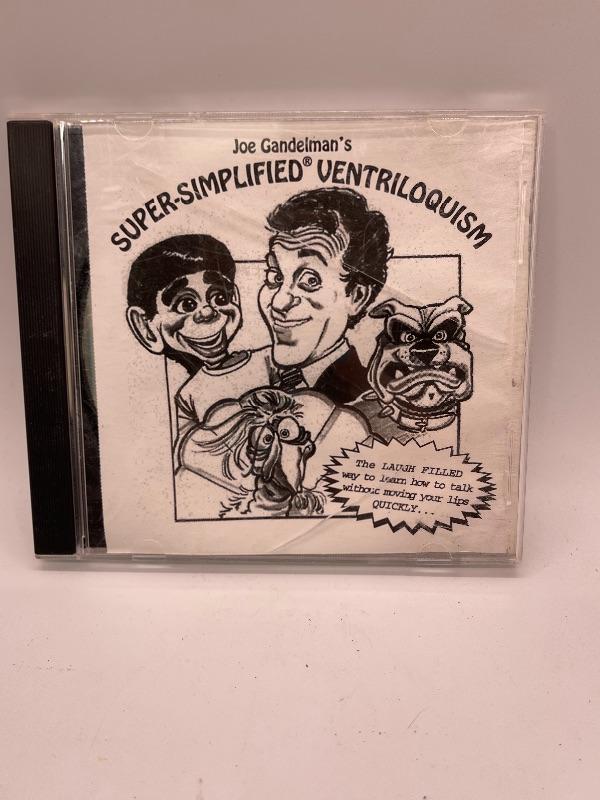 Joe Gandelman's
SUPER-SIMPLIFIED® VENTRILOQUISM
The LAUGH FILLED
way to learn how to talk
without moving your lips
QUICKLY...